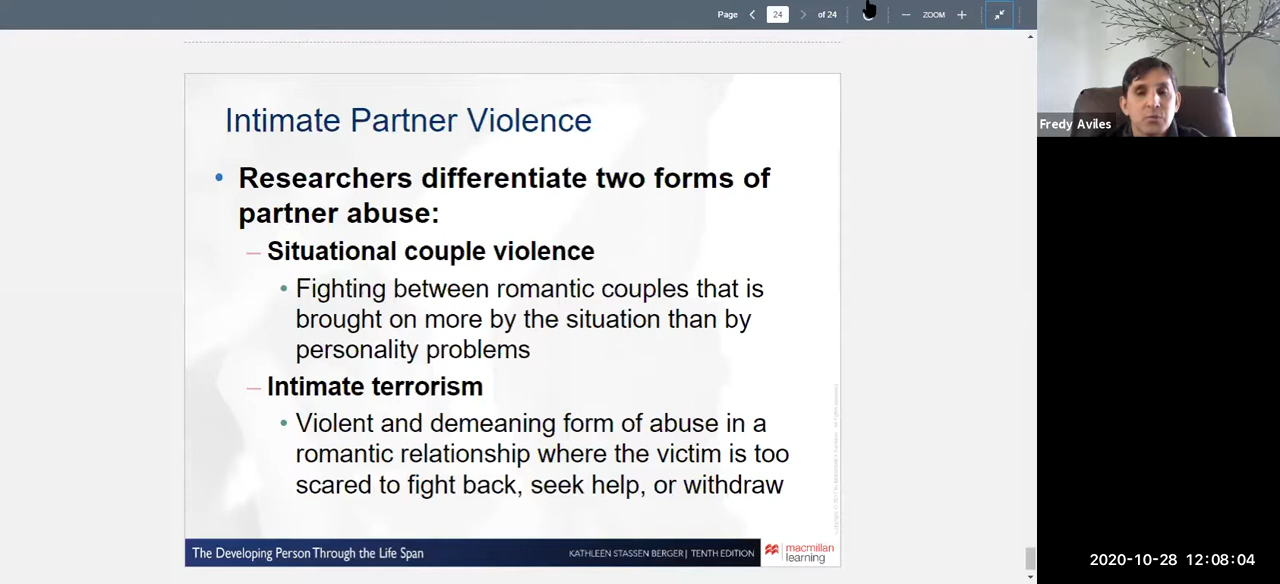 Page 24 of 24 ZOOM
Fredy Aviles
Intimate Partner Violence
• Researchers differentiate two forms of
partner abuse:
– Situational couple violence
• Fighting between romantic couples that is
brought on more by the situation than by
personality problems
– Intimate terrorism
• Violent and demeaning form of abuse in a
romantic relationship where the victim is too
scared to fight back, seek help, or withdraw
The Developing Person Through the Life Span
KATHLEEN STASSEN BERGER | TENTH EDITION
macmillan
learning
2020-10-28 12:08:04